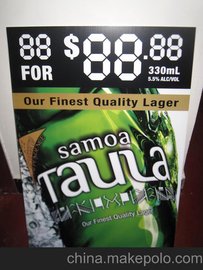 88 FOR $88.88
330mL
5.5% ALC/VOL
Our Finest Quality Lager
samoa
TAULA
Our Finest Quality Lager
china.makepolo.com